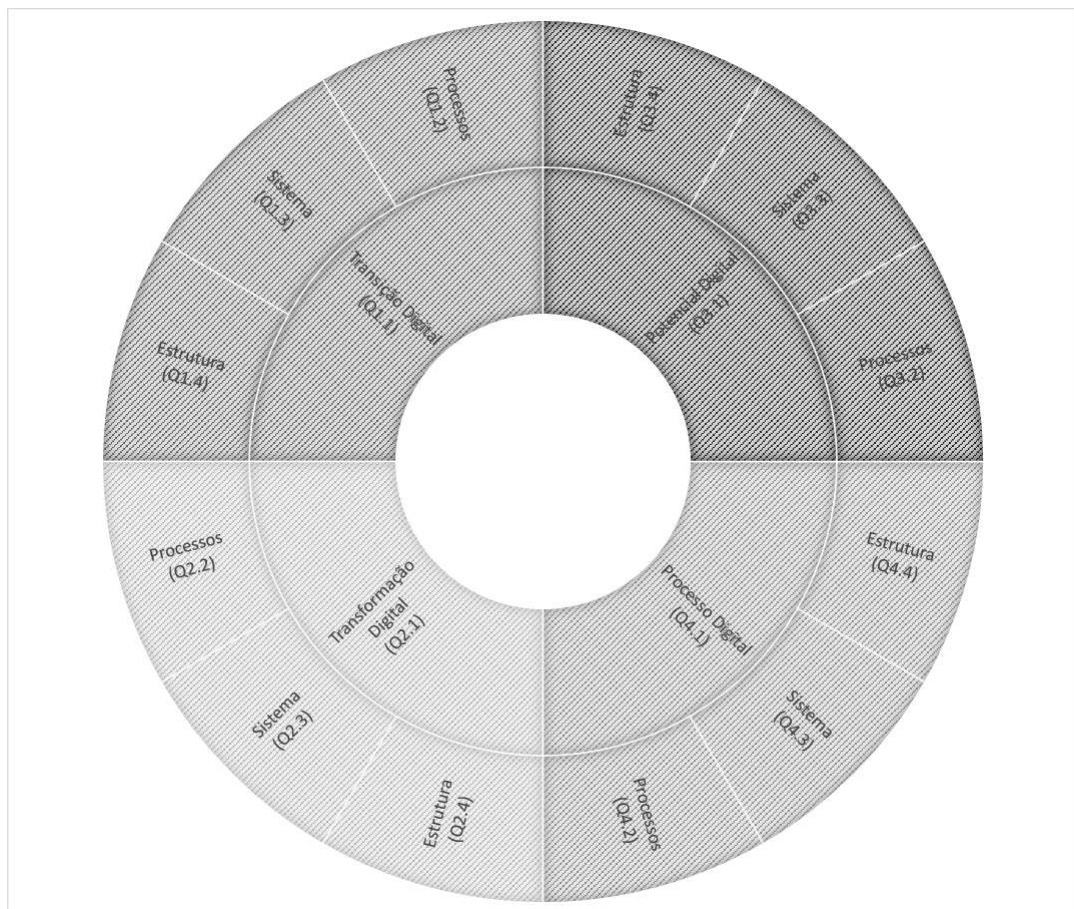 Processos
(Q1.2)
Estrutura
(Q3.4)
Sistema
(Q1.3)
Sistema
(Q3.3)
Transição Digital
(Q1.1)
Potential Digital
(Q3.1)
Estrutura
(Q1.4)
Processos
(Q3.2)
Processos
(Q2.2)
Estrutura
(Q4.4)
Transformação
Digital
(Q2.1)
Processo Digital
(Q4.1)
Sistema
(Q2.3)
Sistema
(Q4.3)
Estrutura
(Q2.4)
Processos
(Q4.2)